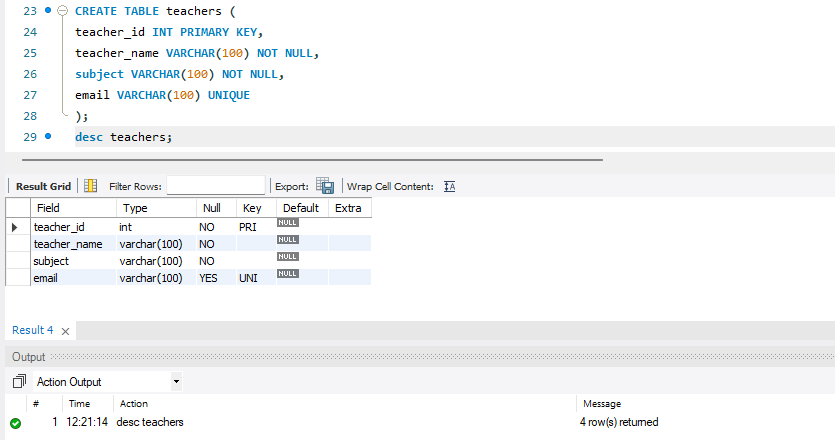 23 CREATE TABLE teachers (
24 teacher_id INT PRIMARY KEY,
25 teacher_name VARCHAR(100) NOT NULL,
26 subject VARCHAR(100) NOT NULL,
27 email VARCHAR(100) UNIQUE
28 );
29 desc teachers;
Result Grid Filter Rows: Export: Wrap Cell Content: IA
Field Type Null Key Default Extra
teacher_id int NO PRI NULL
teacher_name varchar(100) NO NULL
subject varchar(100) NO NULL
email varchar(100) YES UNI NULL
Result 4
Output
Action Output
# Time Action Message
1 12:21:14 desc teachers 4 row(s) returned